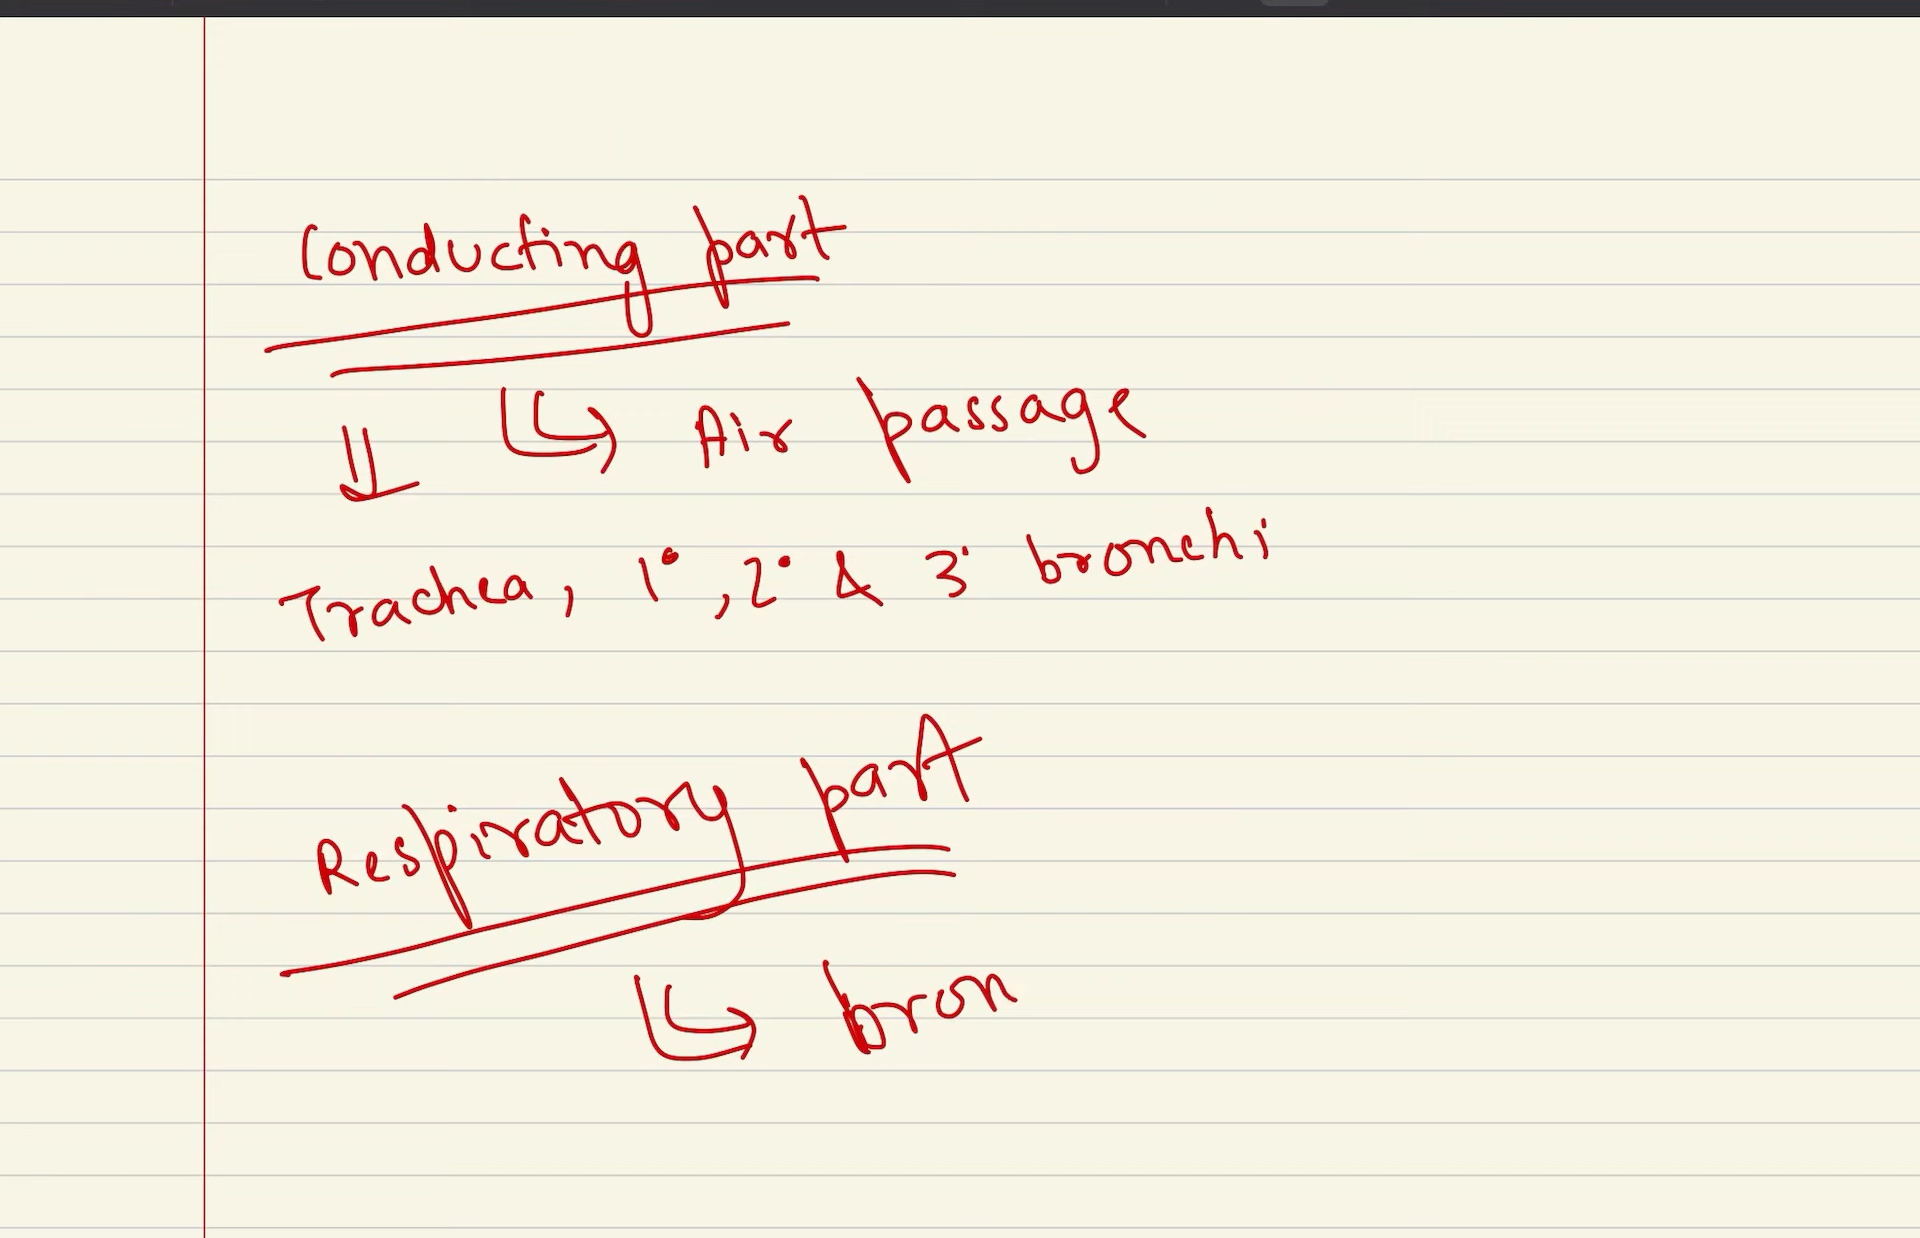 Conducting part
Air passage
Trachea, 1°, 2° & 3° bronchi
Respiratory part
bron